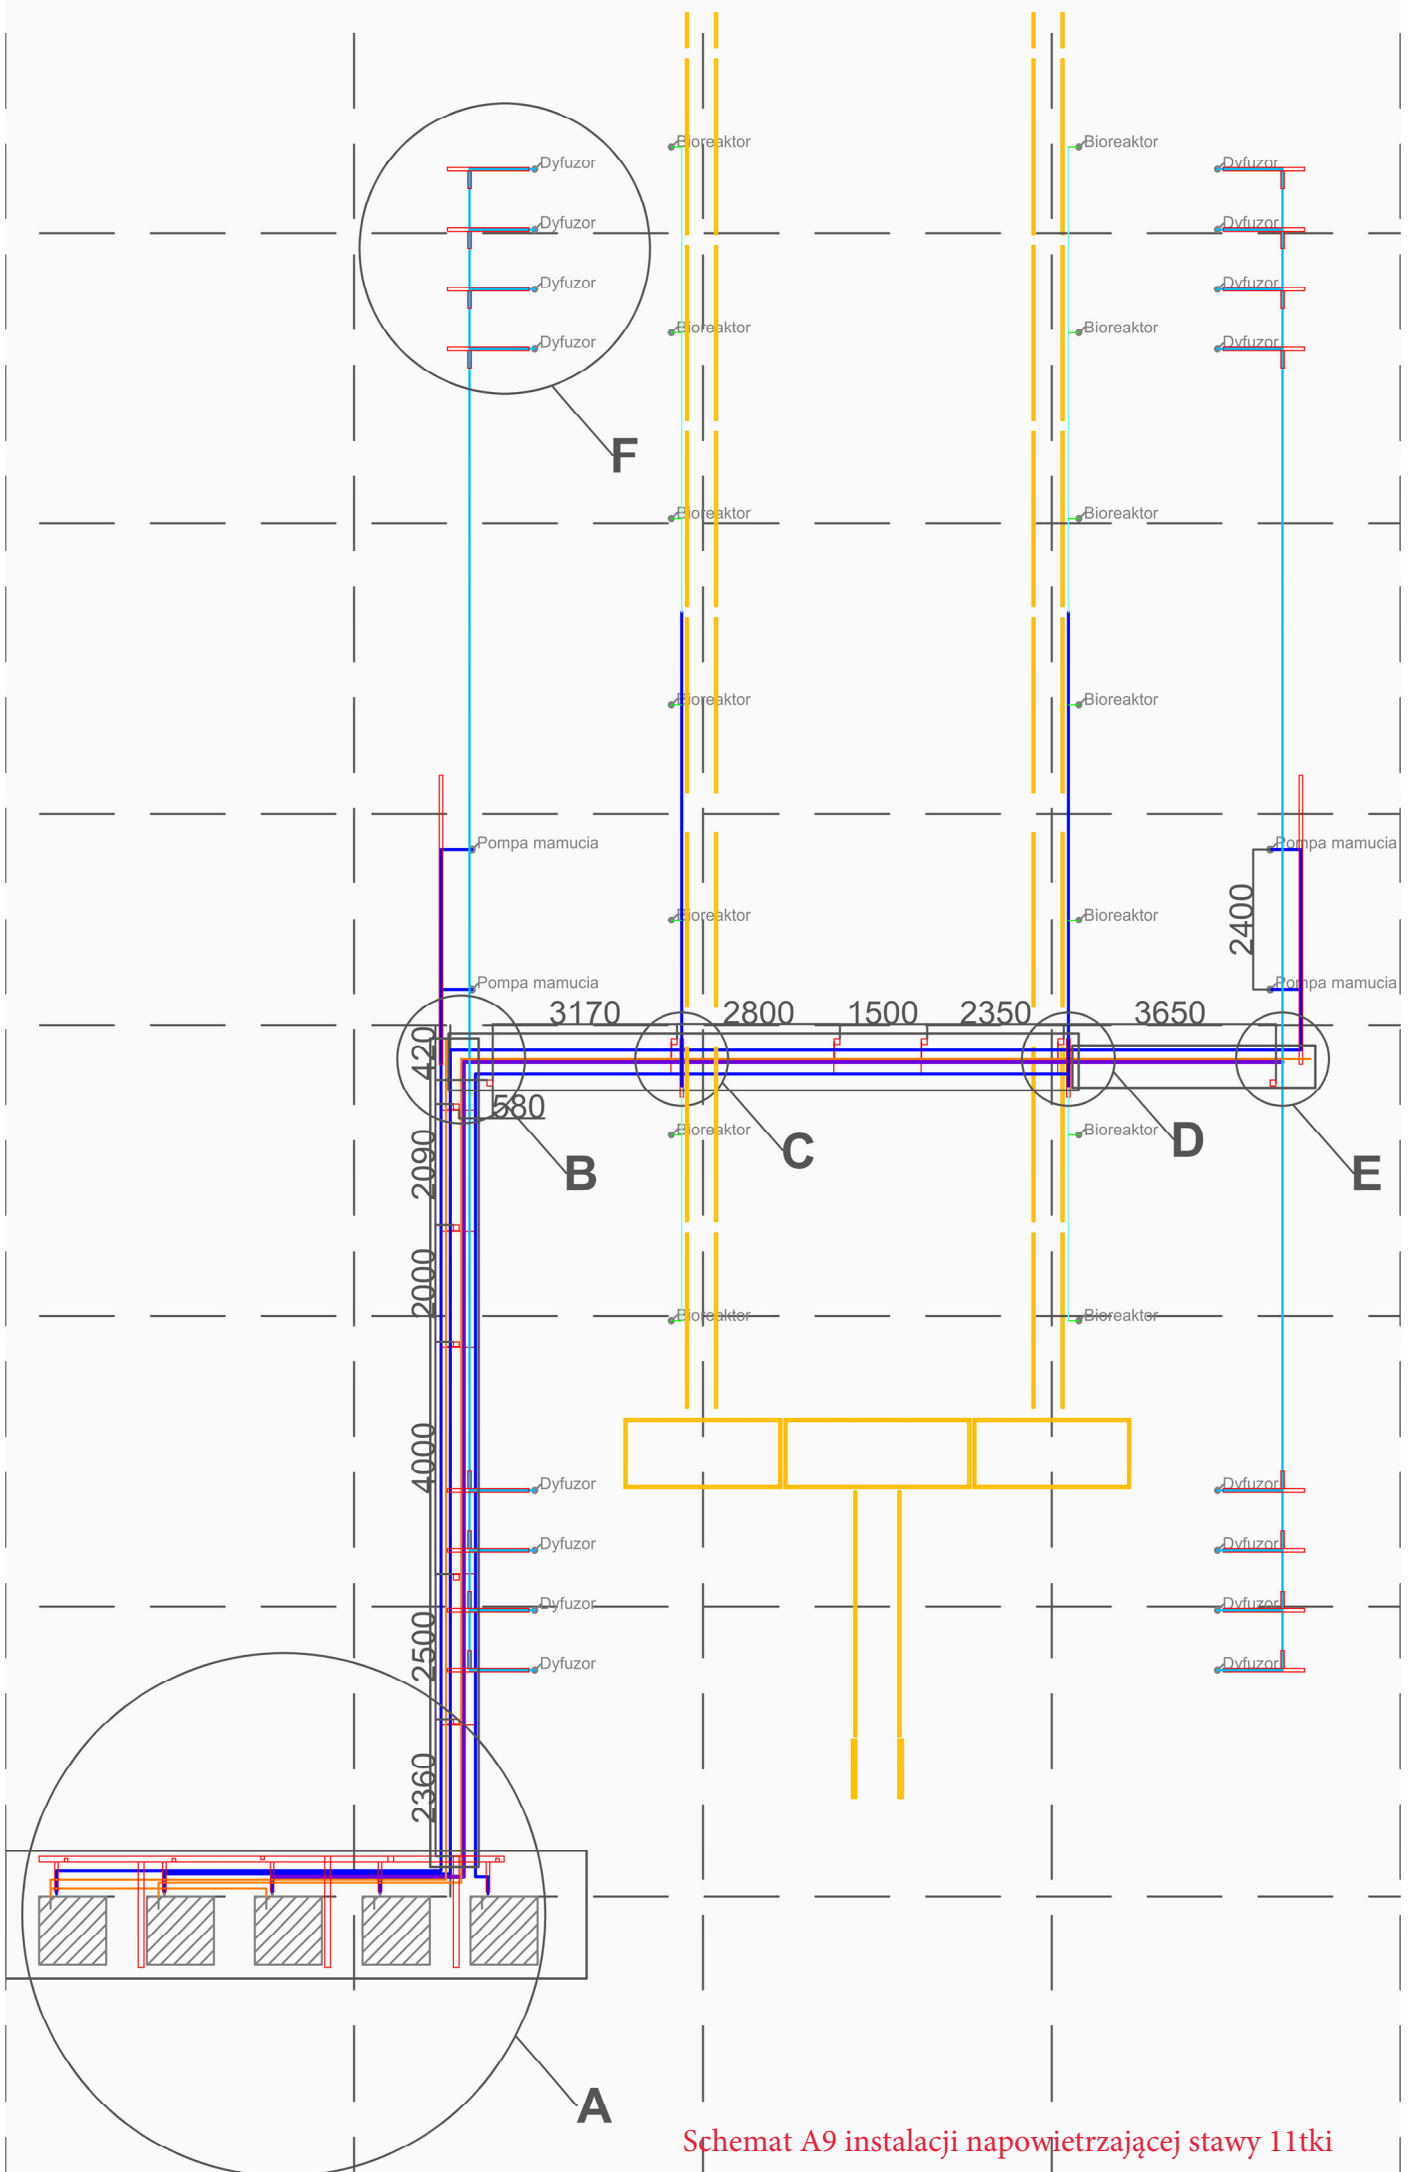 Bioreaktor
Bioreaktor
Dyfuzor
Dyfuzor
Dyfuzor
Dyfuzor
Dyfuzor
Dyfuzor
Bioreaktor
Bioreaktor
Dyfuzor
Dyfuzor
F
Bioreaktor
Bioreaktor
Bioreaktor
Bioreaktor
Pompa mamucia
Pompa mamucia
2400
Bioreaktor
Bioreaktor
Pompa mamucia
Pompa mamucia
3170
2800
1500
2350
3650
420
580
Bioreaktor
Bioreaktor
B
C
D
E
2090
2000
Bioreaktor
Bioreaktor
4000
Dyfuzor
Dyfuzor
Dyfuzor
Dyfuzor
Dyfuzor
Dyfuzor
2500
Dyfuzor
Dyfuzor
2360
A
Schemat A9 instalacji napowietrzającej stawy 11tki